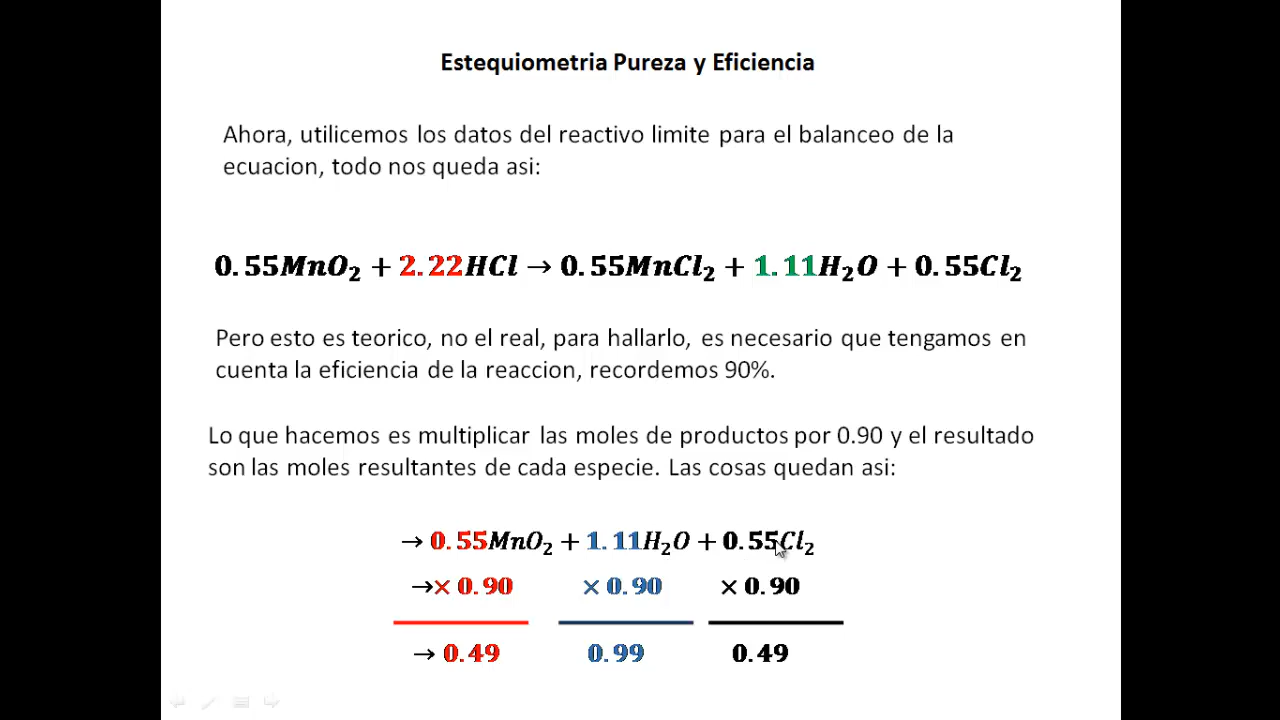 Estequiometria Pureza y Eficiencia
Ahora, utilicemos los datos del reactivo limite para el balanceo de la
ecuacion, todo nos queda asi:
0.55MnO₂ + 2.22HCl → 0.55MnCl₂ + 1.11H₂O + 0.55Cl₂
Pero esto es teorico, no el real, para hallarlo, es necesario que tengamos en
cuenta la eficiencia de la reaccion, recordemos 90%.
Lo que hacemos es multiplicar las moles de productos por 0.90 y el resultado
son las moles resultantes de cada especie. Las cosas quedan asi:
→ 0.55MnO₂ + 1.11H₂O + 0.55Cl₂
→× 0.90 × 0.90 × 0.90
→ 0.49 0.99 0.49